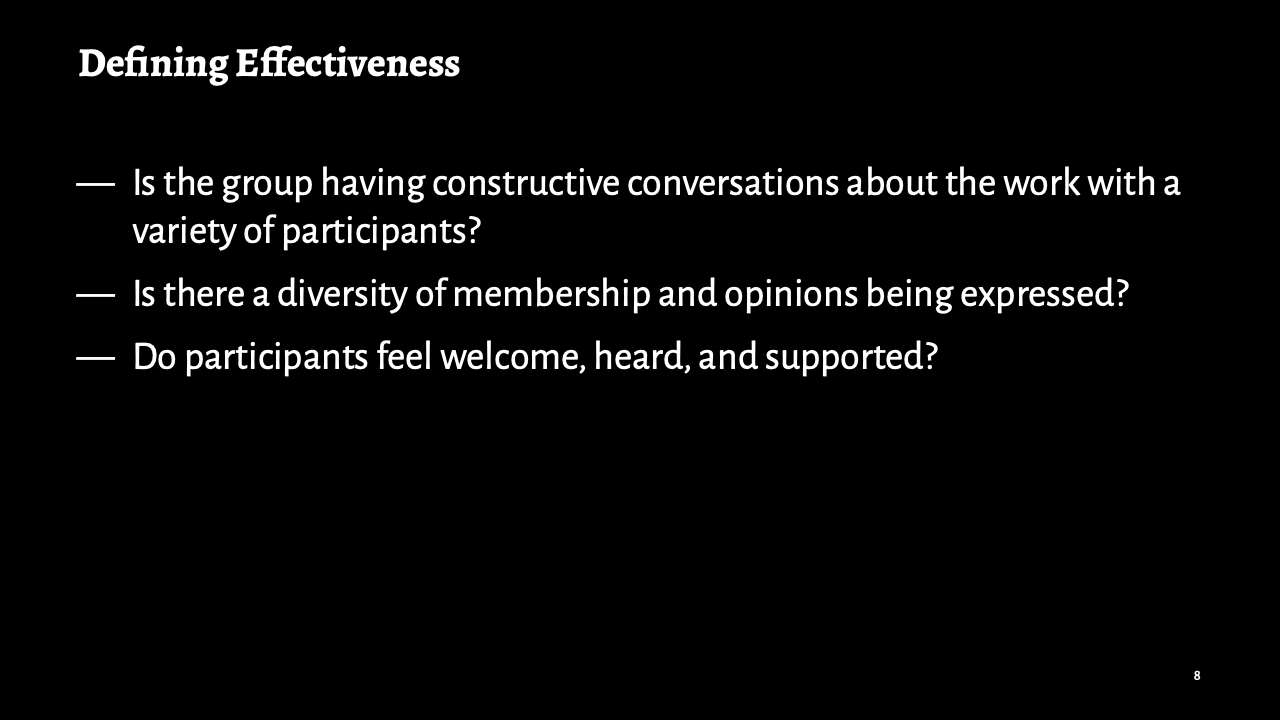 Defining Effectiveness
— Is the group having constructive conversations about the work with a
variety of participants?
— Is there a diversity of membership and opinions being expressed?
— Do participants feel welcome, heard, and supported?
8